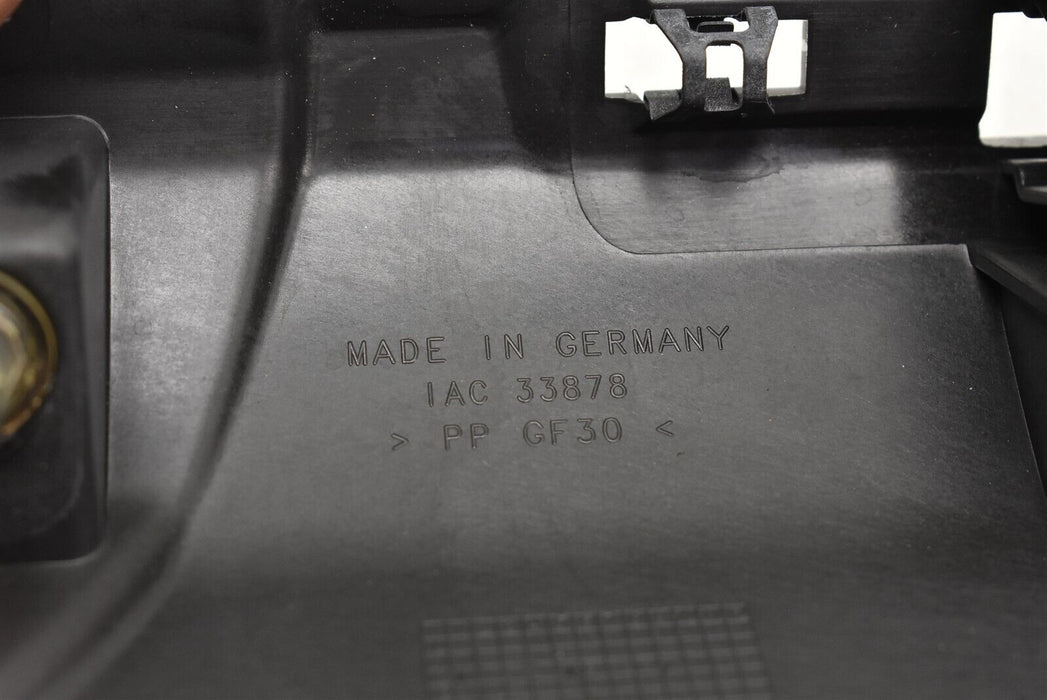 MADE IN GERMANY
IAC 33878
> PP GF30 <